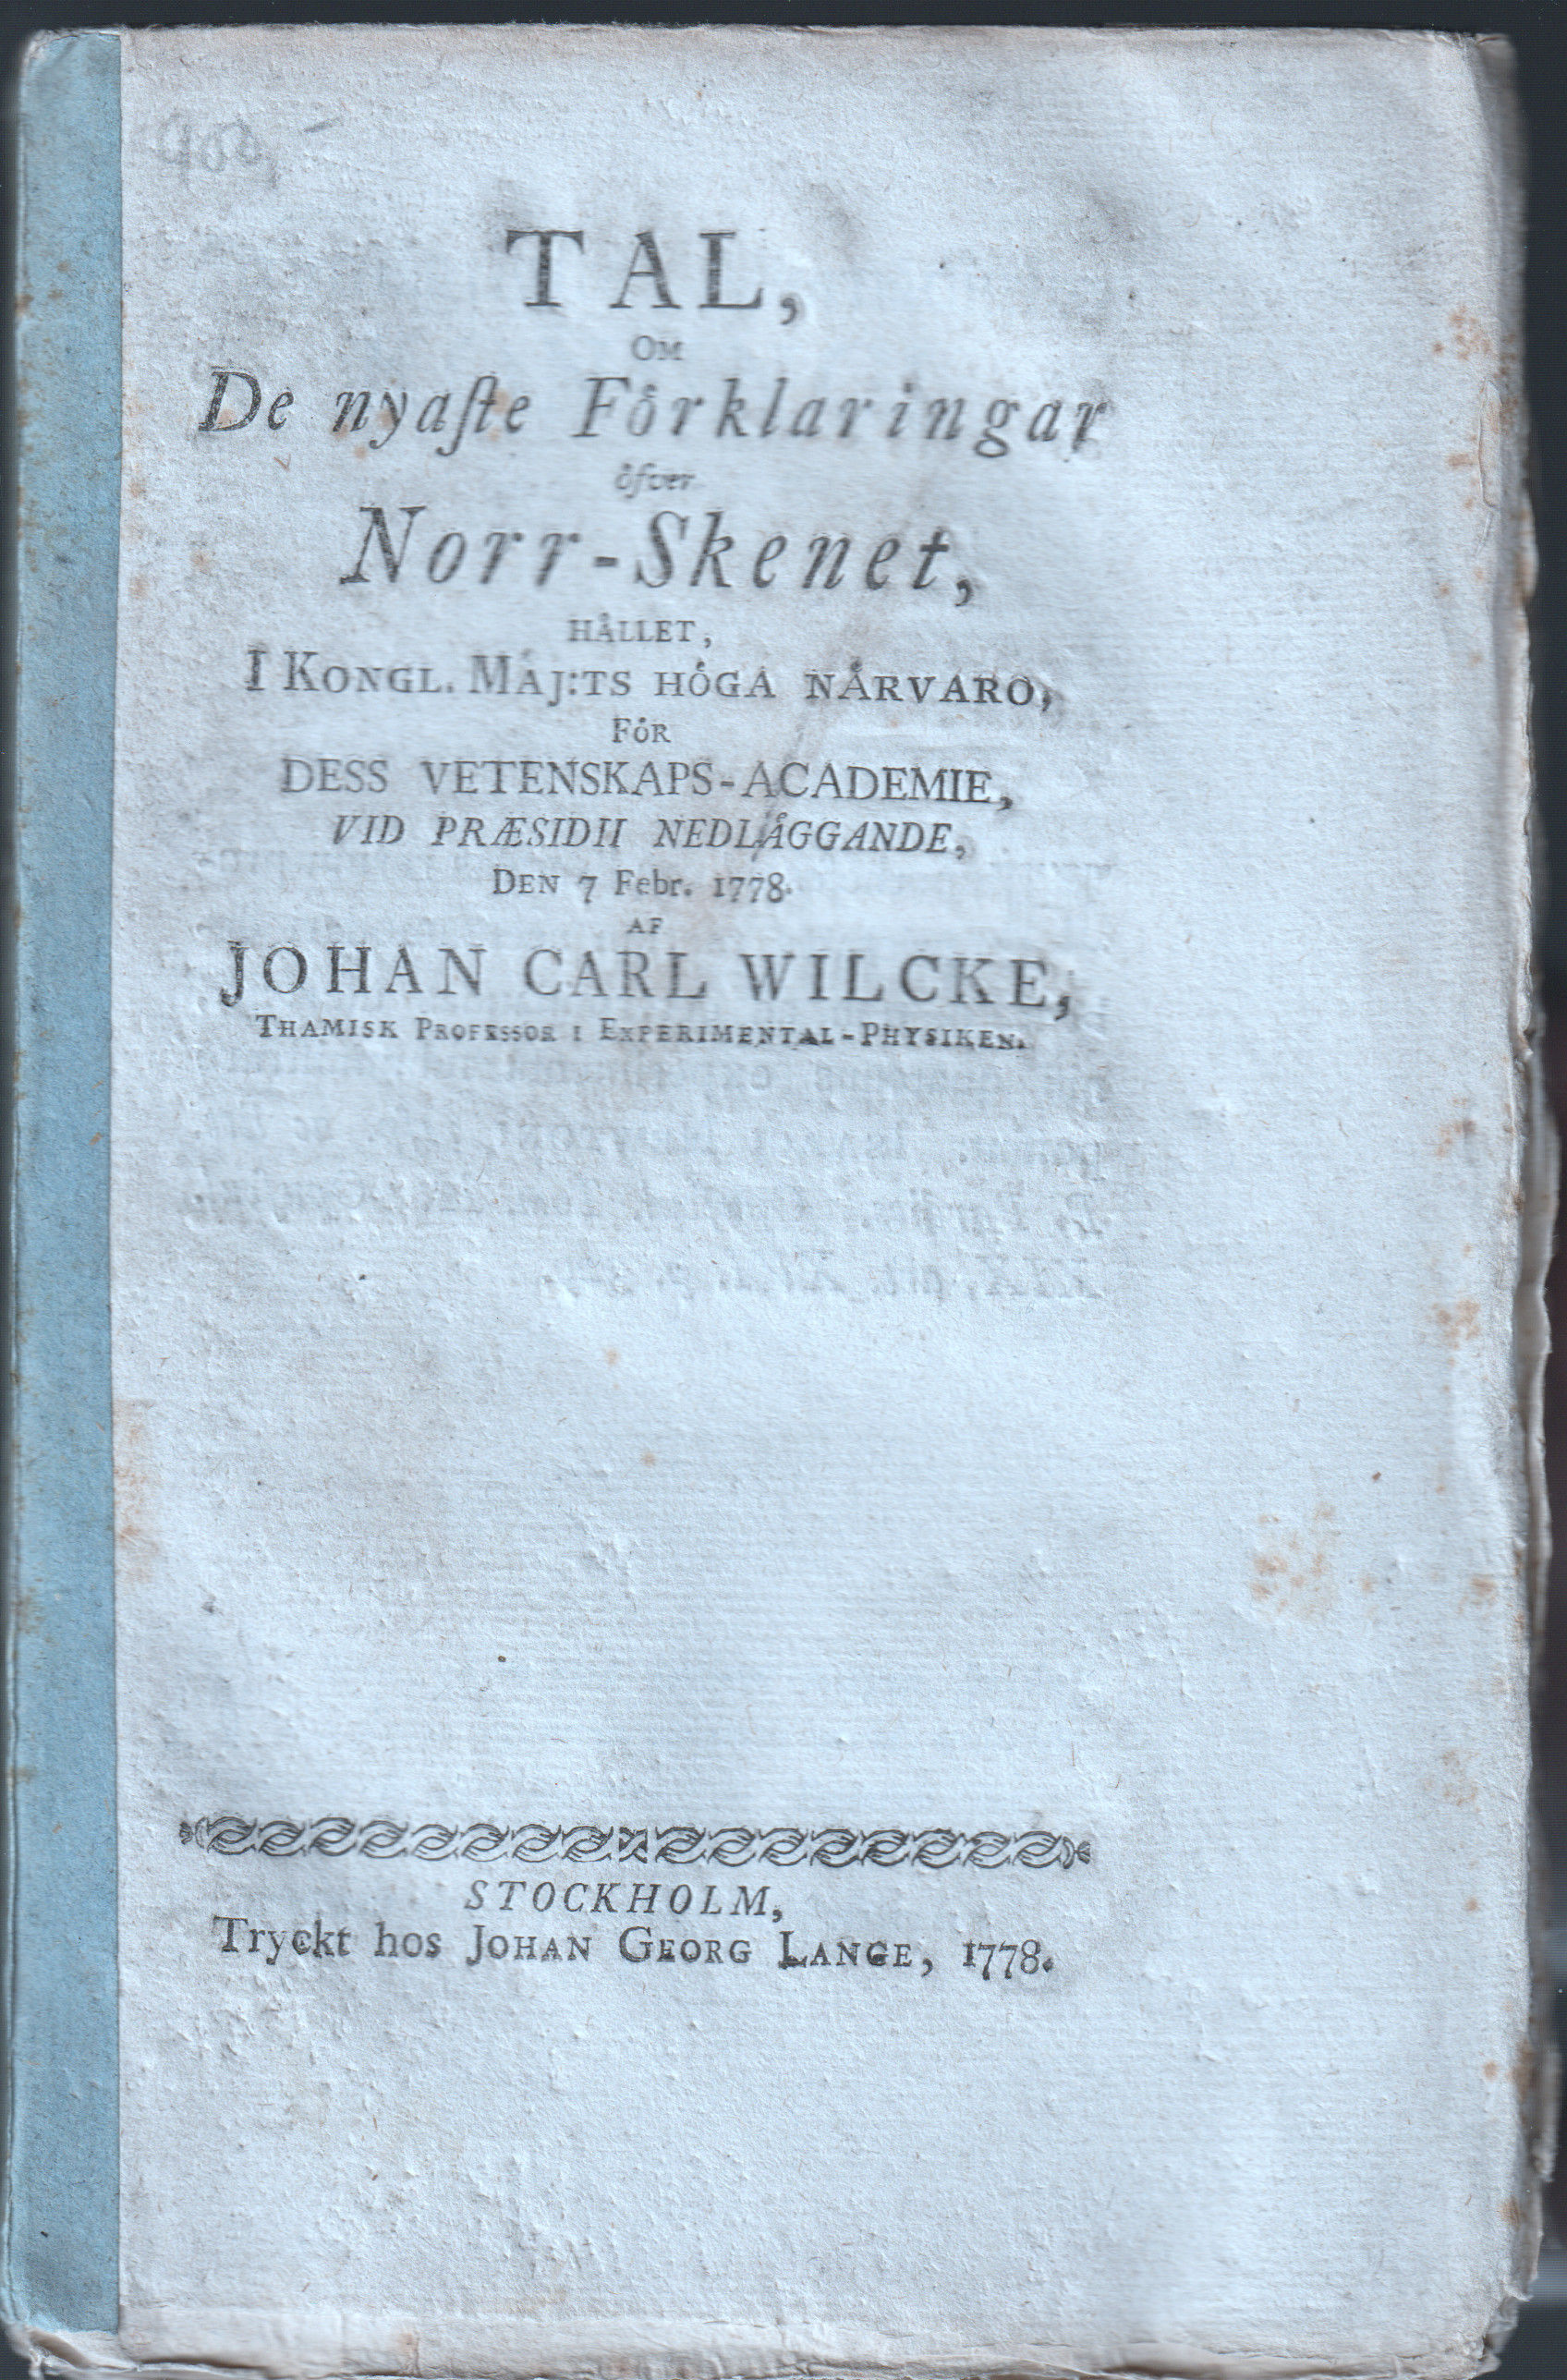 900,-
TAL,
OM
De nyaſte Förklaringar
öfver
Norr-Skenet,
HÅLLET,
I KONGL. MAJ:TS HÖGA NÄRVARO,
FÖR
DESS VETENSKAPS-ACADEMIE,
VID PRÆSIDII NEDLÄGGANDE,
DEN 7 Febr. 1778.
AF
JOHAN CARL WILCKE,
THAMISK PROFESSOR I EXPERIMENTAL-PHYSIKEN.
STOCKHOLM,
Tryckt hos JOHAN GEORG LANGE, 1778.